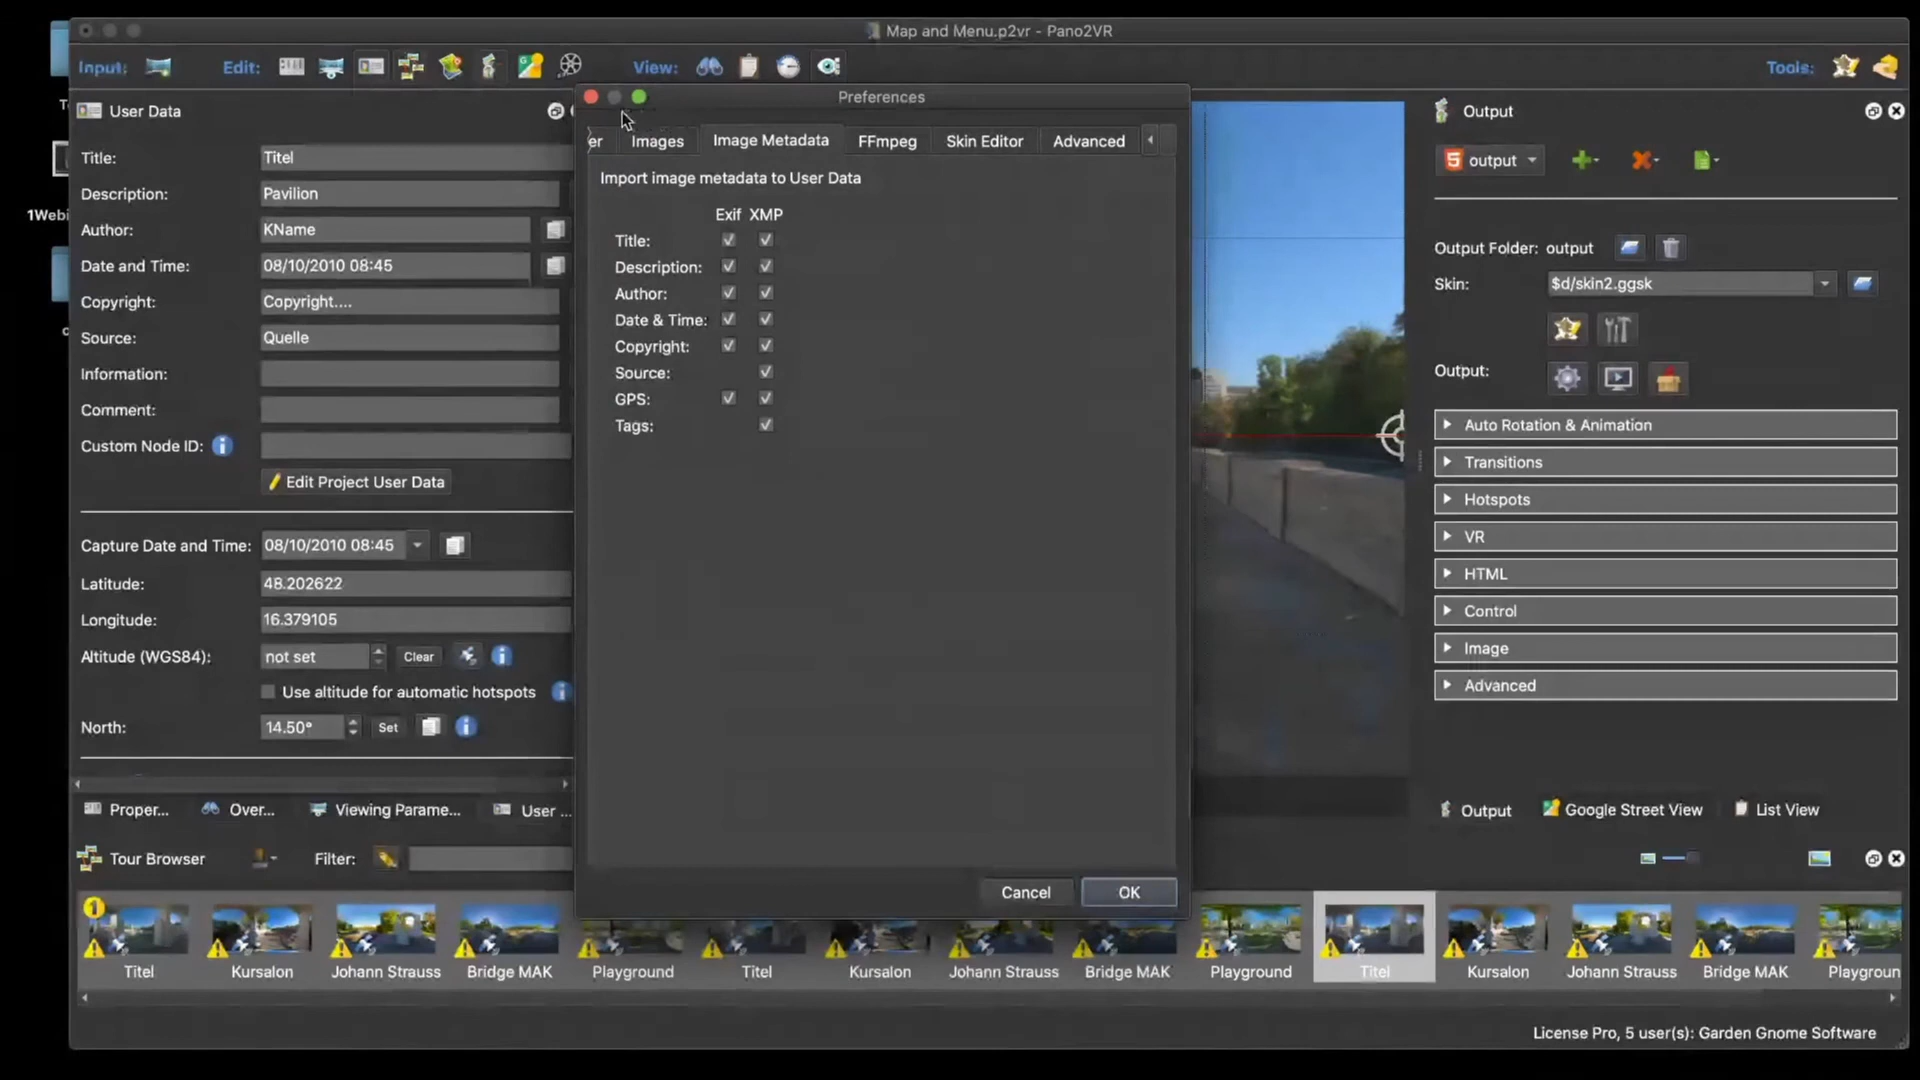 Map and Menu.p2vr - Pano2VR
Input:
Edit:
View:
Tools:
User Data
Title: Titel
Description: Pavilion
Author: KName
Date and Time: 08/10/2010 08:45
Copyright: Copyright....
Source: Quelle
Information:
Comment:
Custom Node ID:
Edit Project User Data
Capture Date and Time: 08/10/2010 08:45
Latitude: 48.202622
Longitude: 16.379105
Altitude (WGS84): not set Clear
Use altitude for automatic hotspots
North: 14.50° Set
Proper... Over... Viewing Parame... User ...
Preferences
er Images Image Metadata FFmpeg Skin Editor Advanced
Import image metadata to User Data
Exif XMP
Title:
Description:
Author:
Date & Time:
Copyright:
Source:
GPS:
Tags:
Cancel OK
Output
5 output
Output Folder: output
Skin: $d/skin2.ggsk
Output:
Auto Rotation & Animation
Transitions
Hotspots
VR
HTML
Control
Image
Advanced
Output Google Street View List View
1Webi
Tour Browser Filter:
1
Titel Kursalon Johann Strauss Bridge MAK Playground Titel Kursalon Johann Strauss Bridge MAK Playground Titel Kursalon Johann Strauss Bridge MAK Playgroun
License Pro, 5 user(s): Garden Gnome Software